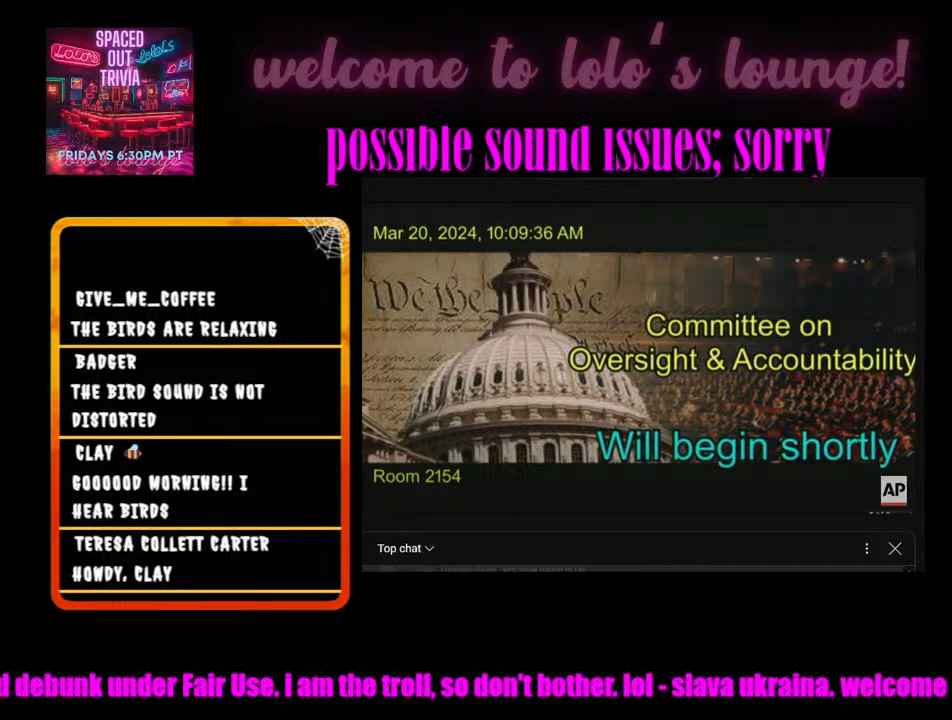 SPACED
OUT
TRIVIA
LOLO'S
LOLO'S
FRIDAYS 6:30PM PT
lolo's lounge
welcome to lolo's lounge!
possible sound issues; sorry
GIVE_ME_COFFEE
THE BIRDS ARE RELAXING
BADGER
THE BIRD SOUND IS NOT
DISTORTED
CLAY 🐝
GOOOOOD MORNING!! I
HEAR BIRDS
TERESA COLLETT CARTER
HOWDY, CLAY
Mar 20, 2024, 10:09:36 AM
We the People
Article
Committee on
Oversight & Accountability
Will begin shortly
Room 2154
AP
Top chat
d debunk under Fair Use. i am the troll, so don't bother. lol - slava ukraina. welcome